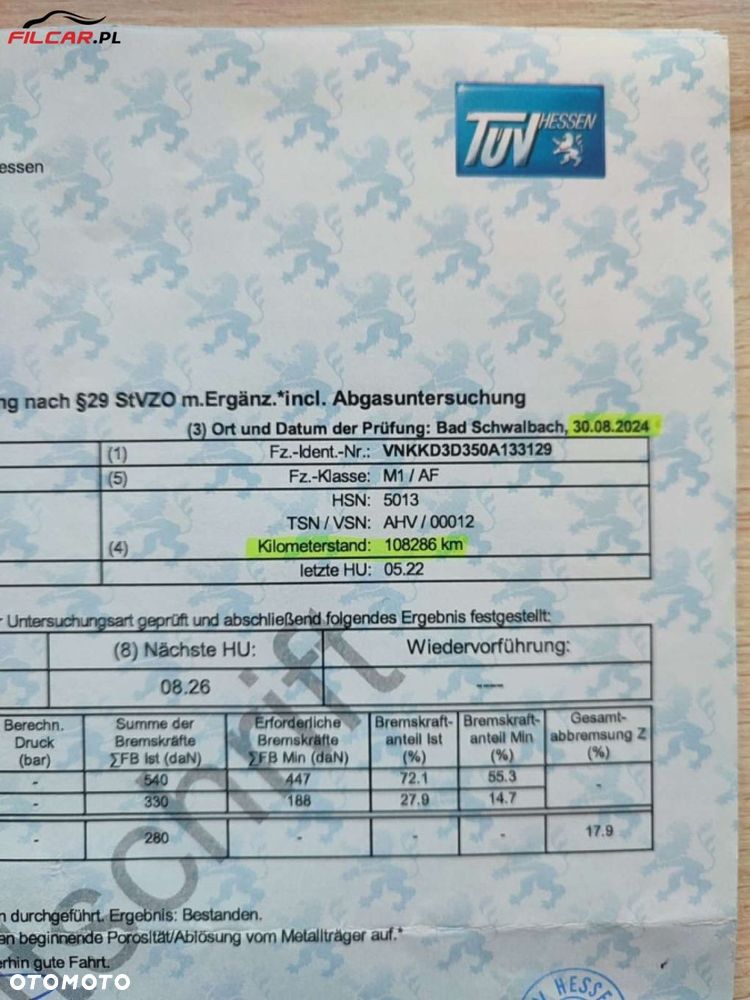 FILCAR.PL
TÜV HESSEN
essen
ng nach §29 StVZO m.Ergänz.*incl. Abgasuntersuchung
(3) Ort und Datum der Prüfung: Bad Schwalbach, 30.08.2024
(1) Fz.-Ident.-Nr.: VNKKD3D350A133129
(5) Fz.-Klasse: M1 / AF
HSN: 5013
TSN / VSN: AHV / 00012
(4) Kilometerstand: 108286 km
letzte HU: 05.22
r Untersuchungsart geprüft und abschließend folgendes Ergebnis festgestellt:
(8) Nächste HU: Wiedervorführung:
08.26 -----
Berechn. Summe der Erforderliche Bremskraft- Bremskraft- Gesamt-
Druck Bremskräfte Bremskräfte anteil Ist anteil Min abbremsung Z
(bar) ∑FB Ist (daN) ∑FB Min (daN) (%) (%) (%)
- 540 447 72.1 55.3 -
- 330 188 27.9 14.7
- 280 - - - 17.9
tschrift
n durchgeführt. Ergebnis: Bestanden.
an beginnende Porosität/Ablösung vom Metallträger auf.*
erhin gute Fahrt.
OTOMOTO
HESSE